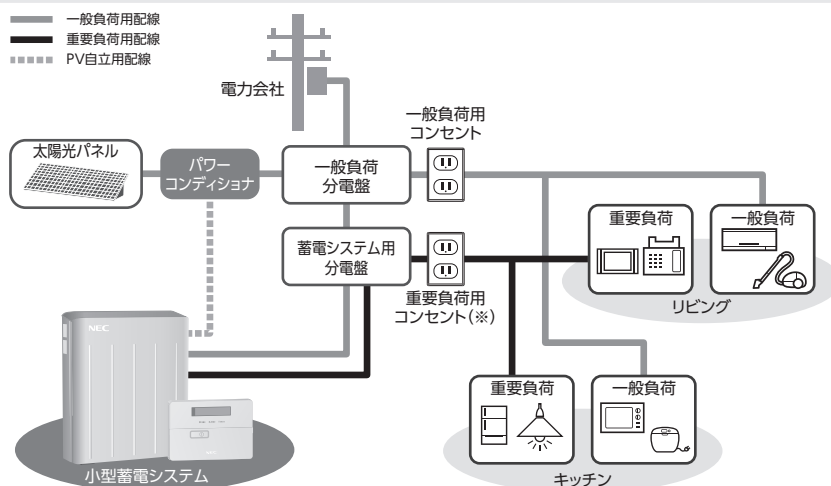 一般負荷用配線
重要負荷用配線
PV自立用配線
電力会社
一般負荷用
コンセント
太陽光パネル
パワー
コンディショナ
一般負荷
分電盤
蓄電システム用
分電盤
重要負荷用
コンセント(※)
重要負荷
一般負荷
リビング
NEC
重要負荷
一般負荷
キッチン
小型蓄電システム